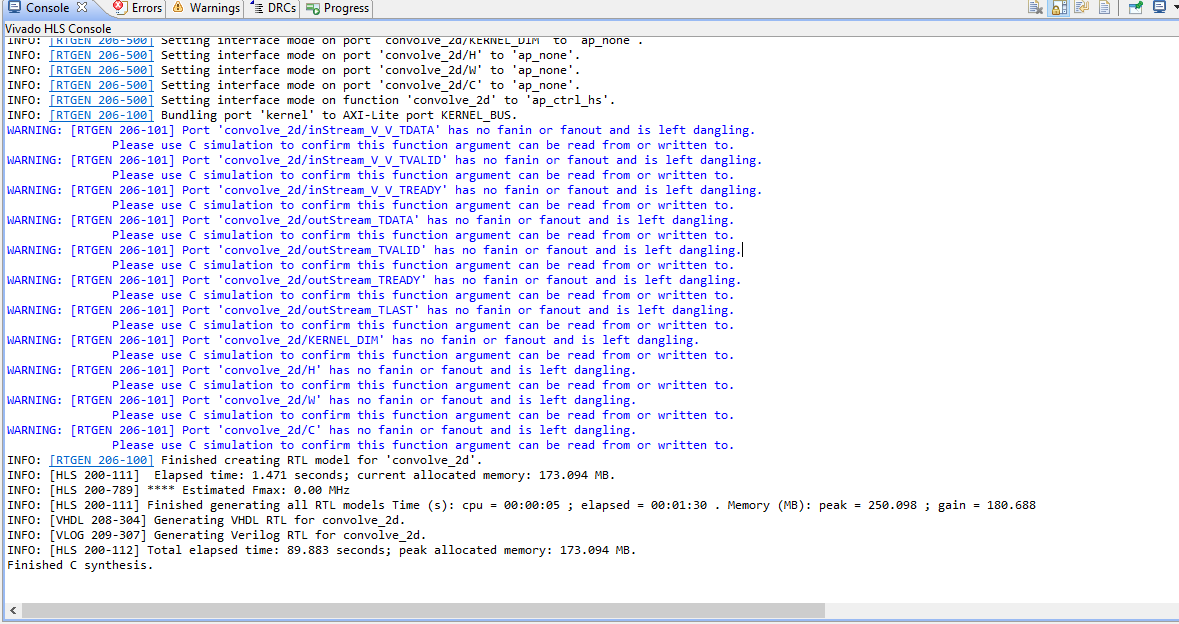 Console Errors Warnings DRCs Progress
Vivado HLS Console
INFO: [RTGEN 206-500] Setting interface mode on port 'convolve_2d/KERNEL_DIM' to 'ap_none'.
INFO: [RTGEN 206-500] Setting interface mode on port 'convolve_2d/H' to 'ap_none'.
INFO: [RTGEN 206-500] Setting interface mode on port 'convolve_2d/W' to 'ap_none'.
INFO: [RTGEN 206-500] Setting interface mode on port 'convolve_2d/C' to 'ap_none'.
INFO: [RTGEN 206-500] Setting interface mode on function 'convolve_2d' to 'ap_ctrl_hs'.
INFO: [RTGEN 206-100] Bundling port 'kernel' to AXI-Lite port KERNEL_BUS.
WARNING: [RTGEN 206-101] Port 'convolve_2d/inStream_V_V_TDATA' has no fanin or fanout and is left dangling.
Please use C simulation to confirm this function argument can be read from or written to.
WARNING: [RTGEN 206-101] Port 'convolve_2d/inStream_V_V_TVALID' has no fanin or fanout and is left dangling.
Please use C simulation to confirm this function argument can be read from or written to.
WARNING: [RTGEN 206-101] Port 'convolve_2d/inStream_V_V_TREADY' has no fanin or fanout and is left dangling.
Please use C simulation to confirm this function argument can be read from or written to.
WARNING: [RTGEN 206-101] Port 'convolve_2d/outStream_TDATA' has no fanin or fanout and is left dangling.
Please use C simulation to confirm this function argument can be read from or written to.
WARNING: [RTGEN 206-101] Port 'convolve_2d/outStream_TVALID' has no fanin or fanout and is left dangling.
Please use C simulation to confirm this function argument can be read from or written to.
WARNING: [RTGEN 206-101] Port 'convolve_2d/outStream_TREADY' has no fanin or fanout and is left dangling.
Please use C simulation to confirm this function argument can be read from or written to.
WARNING: [RTGEN 206-101] Port 'convolve_2d/outStream_TLAST' has no fanin or fanout and is left dangling.
Please use C simulation to confirm this function argument can be read from or written to.
WARNING: [RTGEN 206-101] Port 'convolve_2d/KERNEL_DIM' has no fanin or fanout and is left dangling.
Please use C simulation to confirm this function argument can be read from or written to.
WARNING: [RTGEN 206-101] Port 'convolve_2d/H' has no fanin or fanout and is left dangling.
Please use C simulation to confirm this function argument can be read from or written to.
WARNING: [RTGEN 206-101] Port 'convolve_2d/W' has no fanin or fanout and is left dangling.
Please use C simulation to confirm this function argument can be read from or written to.
WARNING: [RTGEN 206-101] Port 'convolve_2d/C' has no fanin or fanout and is left dangling.
Please use C simulation to confirm this function argument can be read from or written to.
INFO: [RTGEN 206-100] Finished creating RTL model for 'convolve_2d'.
INFO: [HLS 200-111]  Elapsed time: 1.471 seconds; current allocated memory: 173.094 MB.
INFO: [HLS 200-789] **** Estimated Fmax: 0.00 MHz
INFO: [HLS 200-111] Finished generating all RTL models Time (s): cpu = 00:00:05 ; elapsed = 00:01:30 . Memory (MB): peak = 250.098 ; gain = 180.688
INFO: [VHDL 208-304] Generating VHDL RTL for convolve_2d.
INFO: [VLOG 209-307] Generating Verilog RTL for convolve_2d.
INFO: [HLS 200-112] Total elapsed time: 89.883 seconds; peak allocated memory: 173.094 MB.
Finished C synthesis.